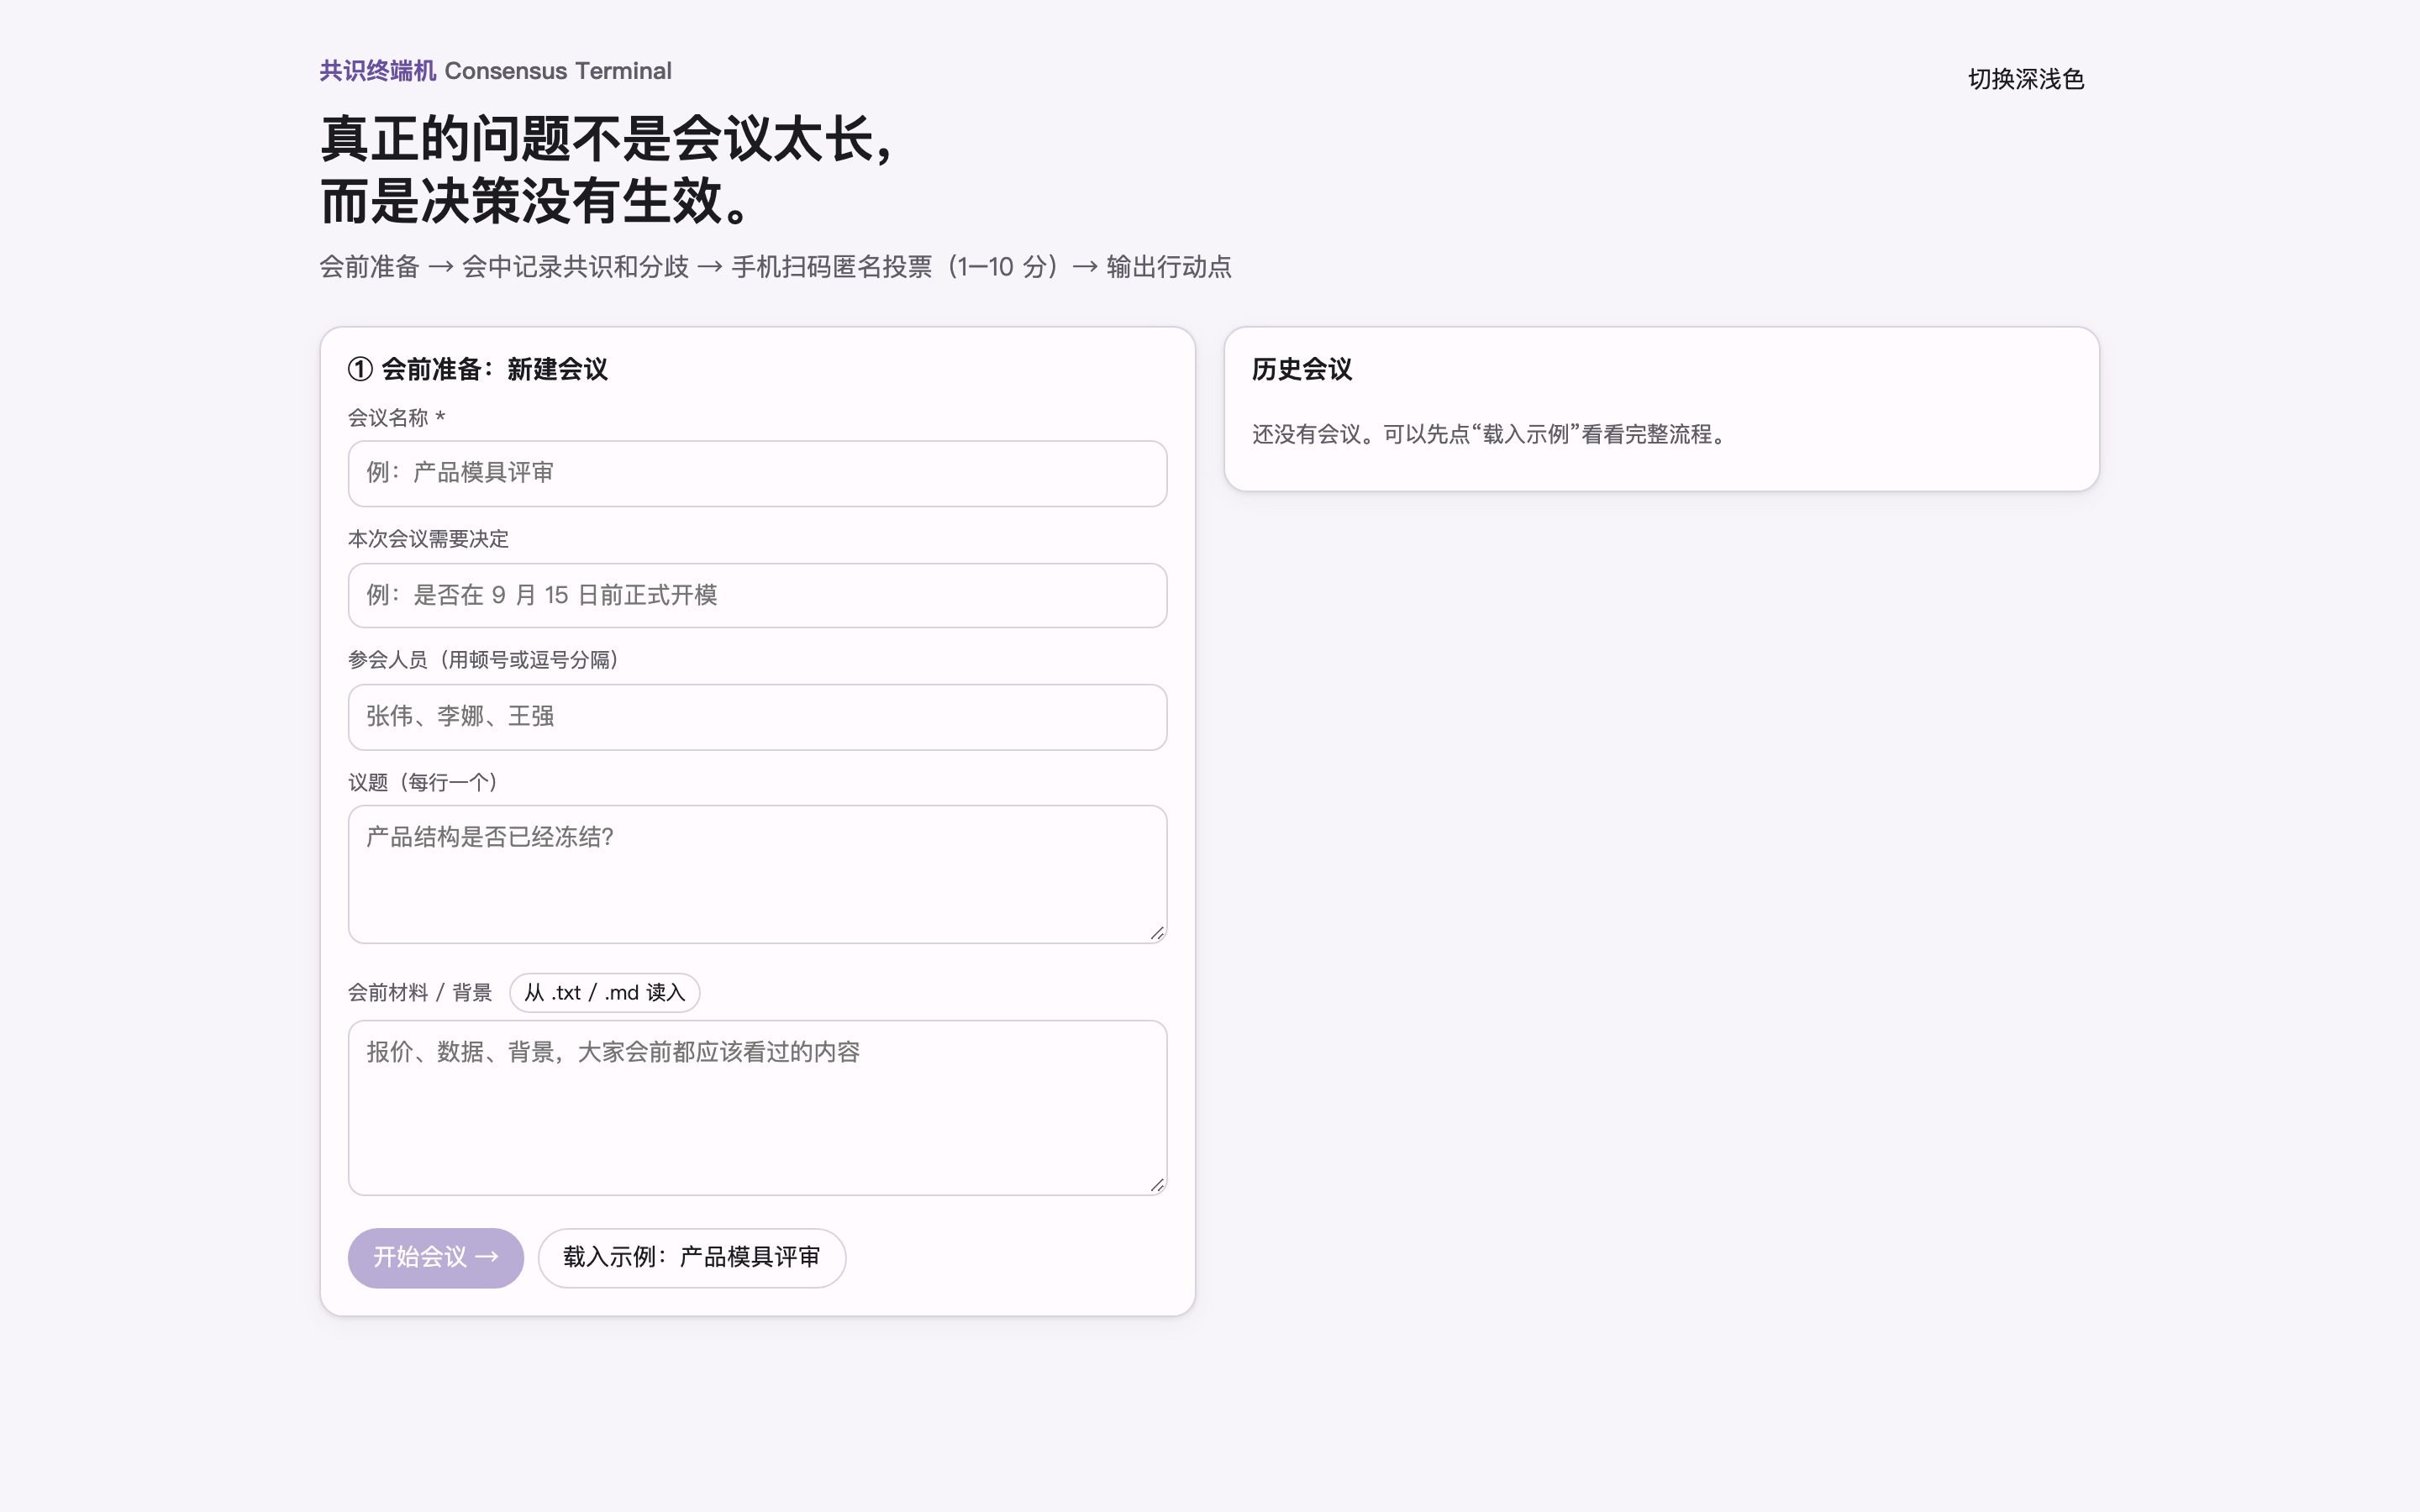 共识终端机 Consensus Terminal
切换深浅色
真正的问题不是会议太长，
而是决策没有生效。
会前准备 → 会中记录共识和分歧 → 手机扫码匿名投票（1—10 分）→ 输出行动点
① 会前准备：新建会议
会议名称 *
例：产品模具评审
本次会议需要决定
例：是否在 9 月 15 日前正式开模
参会人员（用顿号或逗号分隔）
张伟、李娜、王强
议题（每行一个）
产品结构是否已经冻结？
会前材料 / 背景 从 .txt / .md 读入
报价、数据、背景，大家会前都应该看过的内容
开始会议 → 载入示例：产品模具评审
历史会议
还没有会议。可以先点“载入示例”看看完整流程。